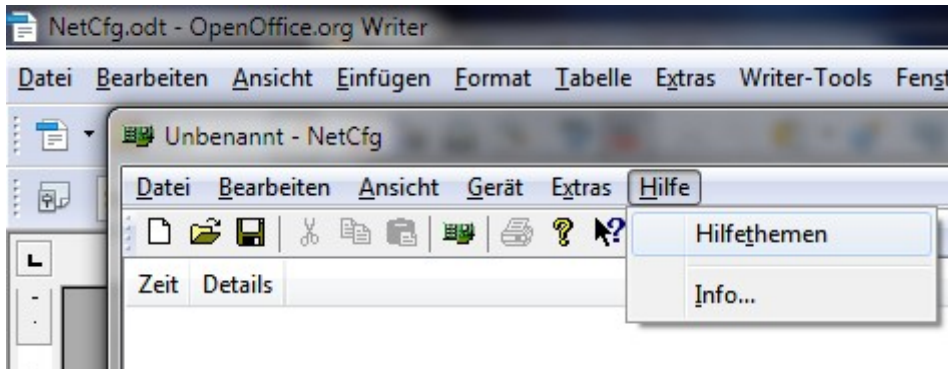 NetCfg.odt - OpenOffice.org Writer
Datei Bearbeiten Ansicht Einfügen Format Tabelle Extras Writer-Tools
Unbenannt - NetCfg
Datei Bearbeiten Ansicht Gerät Extras Hilfe
Hilfethemen
Zeit Details
Info...